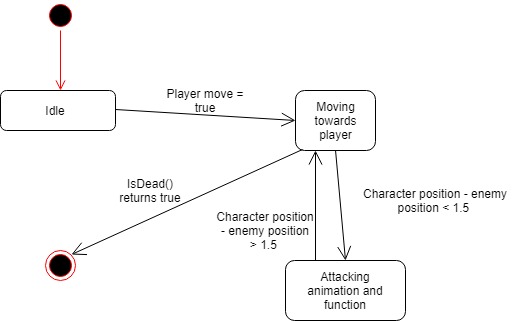 Player move =
true
Idle
Moving
towards
player
IsDead()
returns true
Character position - enemy
position < 1.5
Character position
- enemy position
> 1.5
Attacking
animation and
function